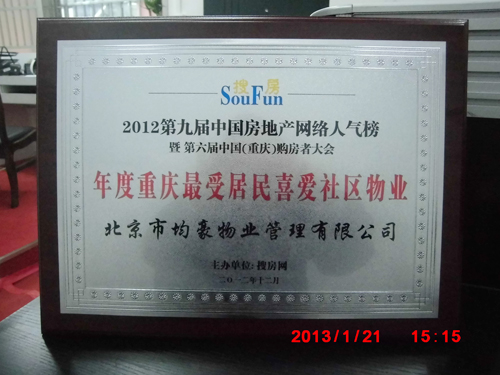 搜房
SouFun
2012第九届中国房地产网络人气榜
暨 第六届中国(重庆)购房者大会
年度重庆最受居民喜爱社区物业
北京市均豪物业管理有限公司
主办单位: 搜房网
二〇一二年十二月
2013/1/21 15:15